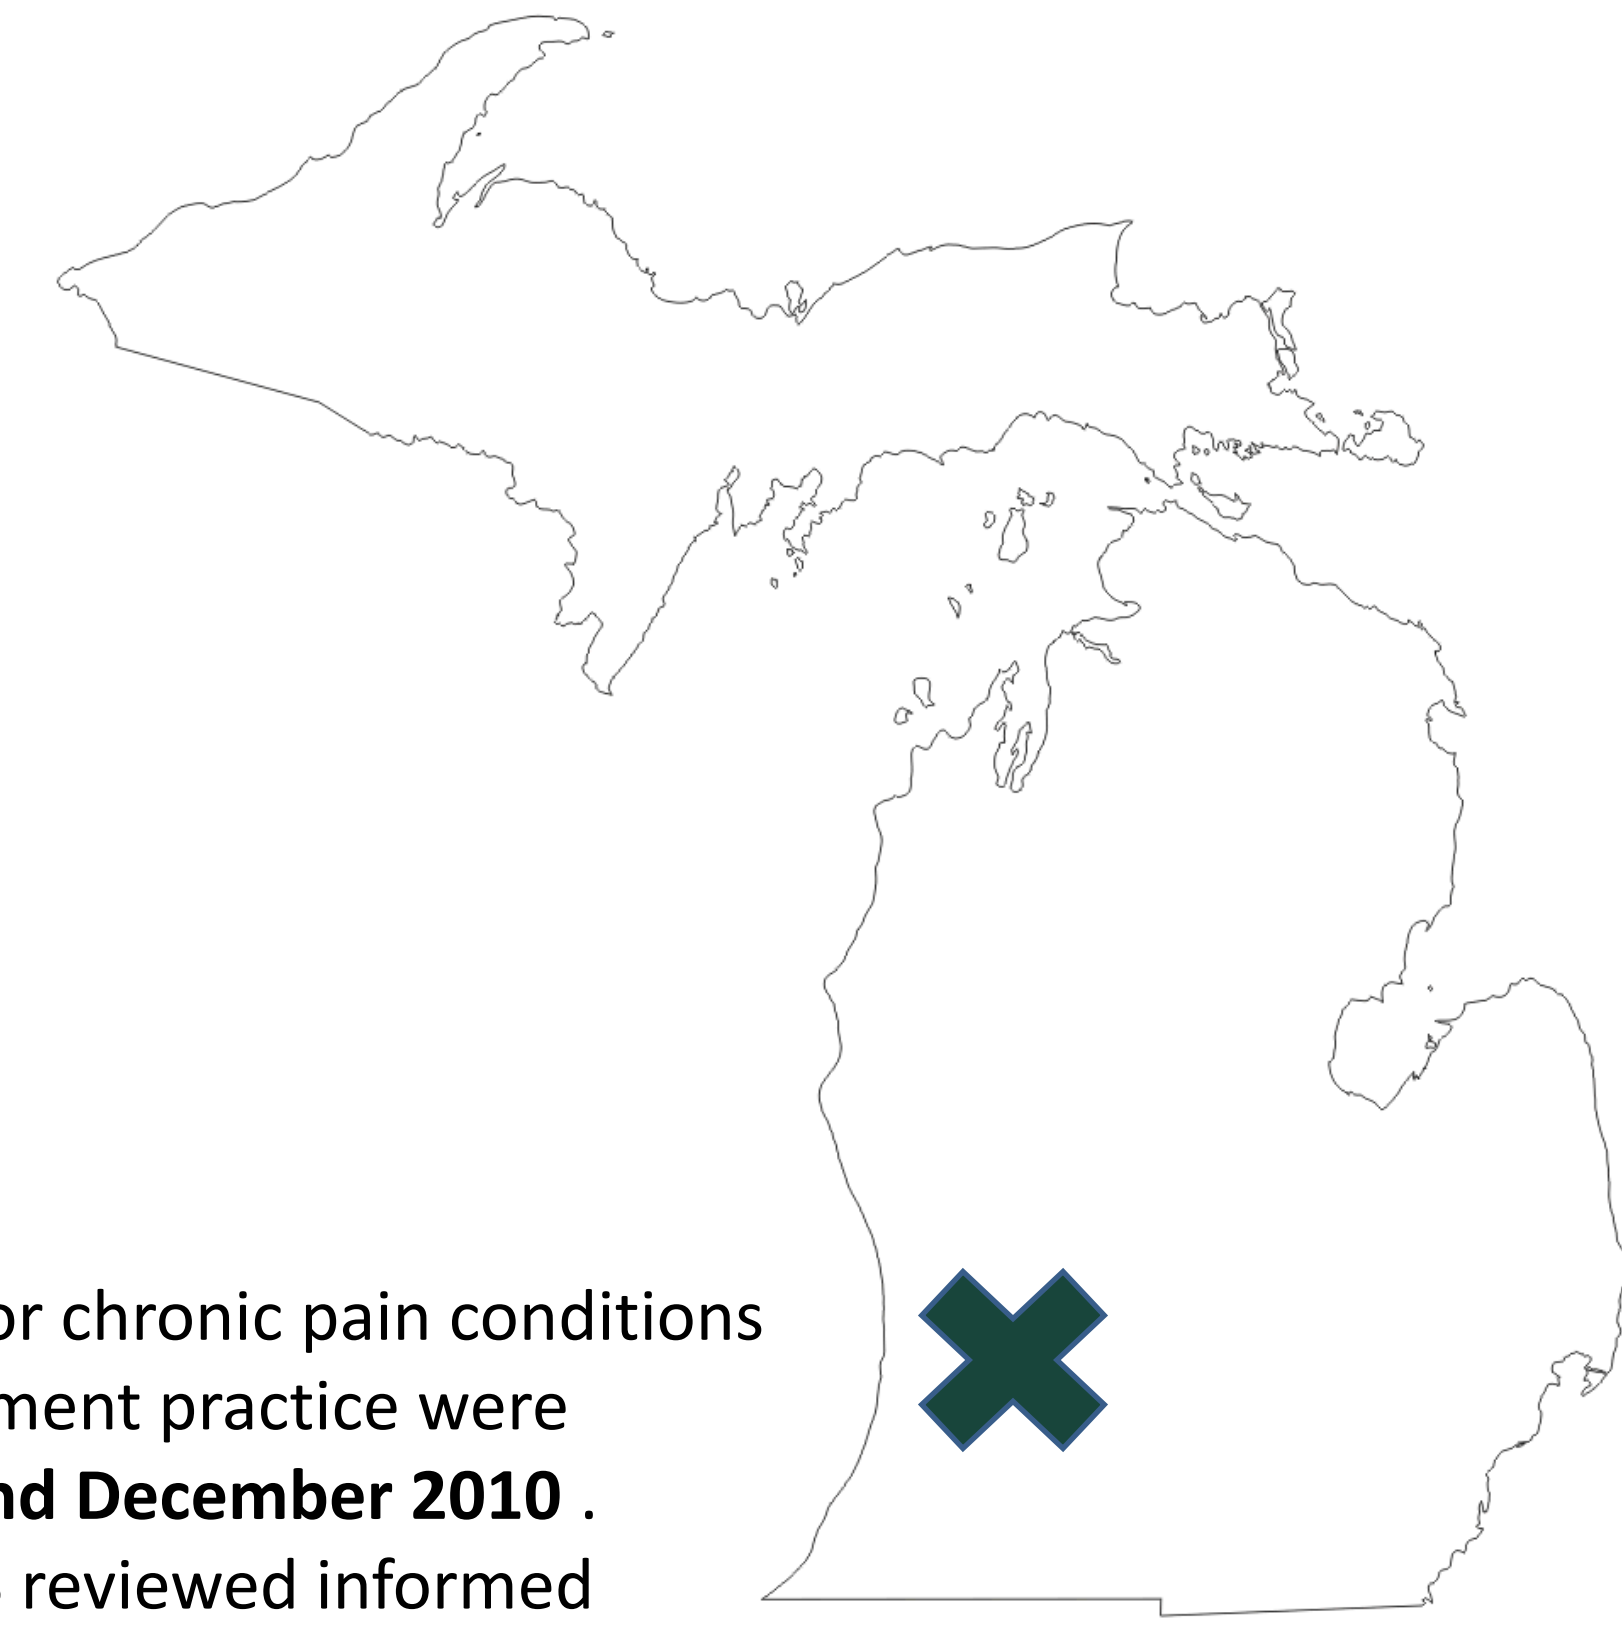 or chronic pain conditions
ment practice were
nd December 2010 .
reviewed informed